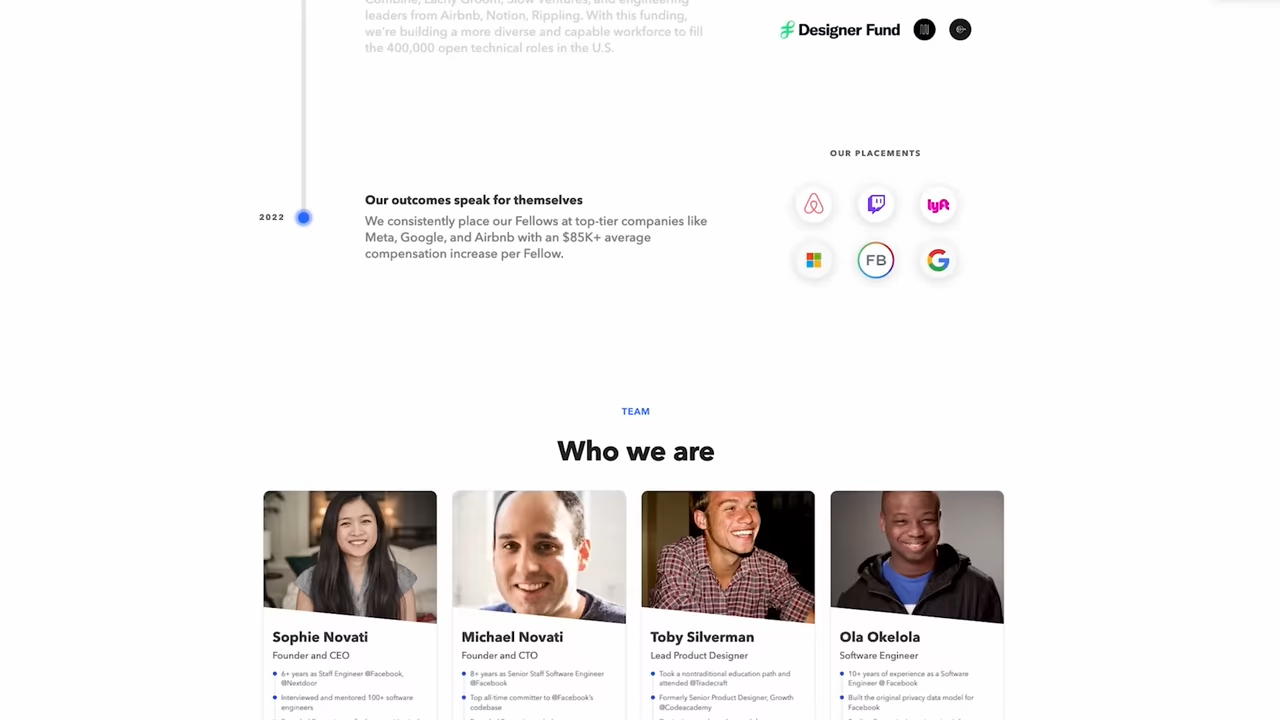 Combine, Lachy Groom, Slow Ventures, and engineering
leaders from Airbnb, Notion, Rippling. With this funding,
we're building a more diverse and capable workforce to fill
the 400,000 open technical roles in the U.S.
Designer Fund
OUR PLACEMENTS
2022
Our outcomes speak for themselves
We consistently place our Fellows at top-tier companies like
Meta, Google, and Airbnb with an $85K+ average
compensation increase per Fellow.
lyft
FB
G
TEAM
Who we are
Sophie Novati
Founder and CEO
6+ years as Staff Engineer @Facebook,
@Nextdoor
Interviewed and mentored 100+ software
engineers
Michael Novati
Founder and CTO
8+ years as Senior Staff Software Engineer
@Facebook
Top all-time committer to @Facebook's
codebase
Toby Silverman
Lead Product Designer
Took a nontraditional education path and
attended @Tradecraft
Formerly Senior Product Designer, Growth
@Codeacademy
Ola Okelola
Software Engineer
10+ years of experience as a Software
Engineer @ Facebook
Built the original privacy data model for
Facebook